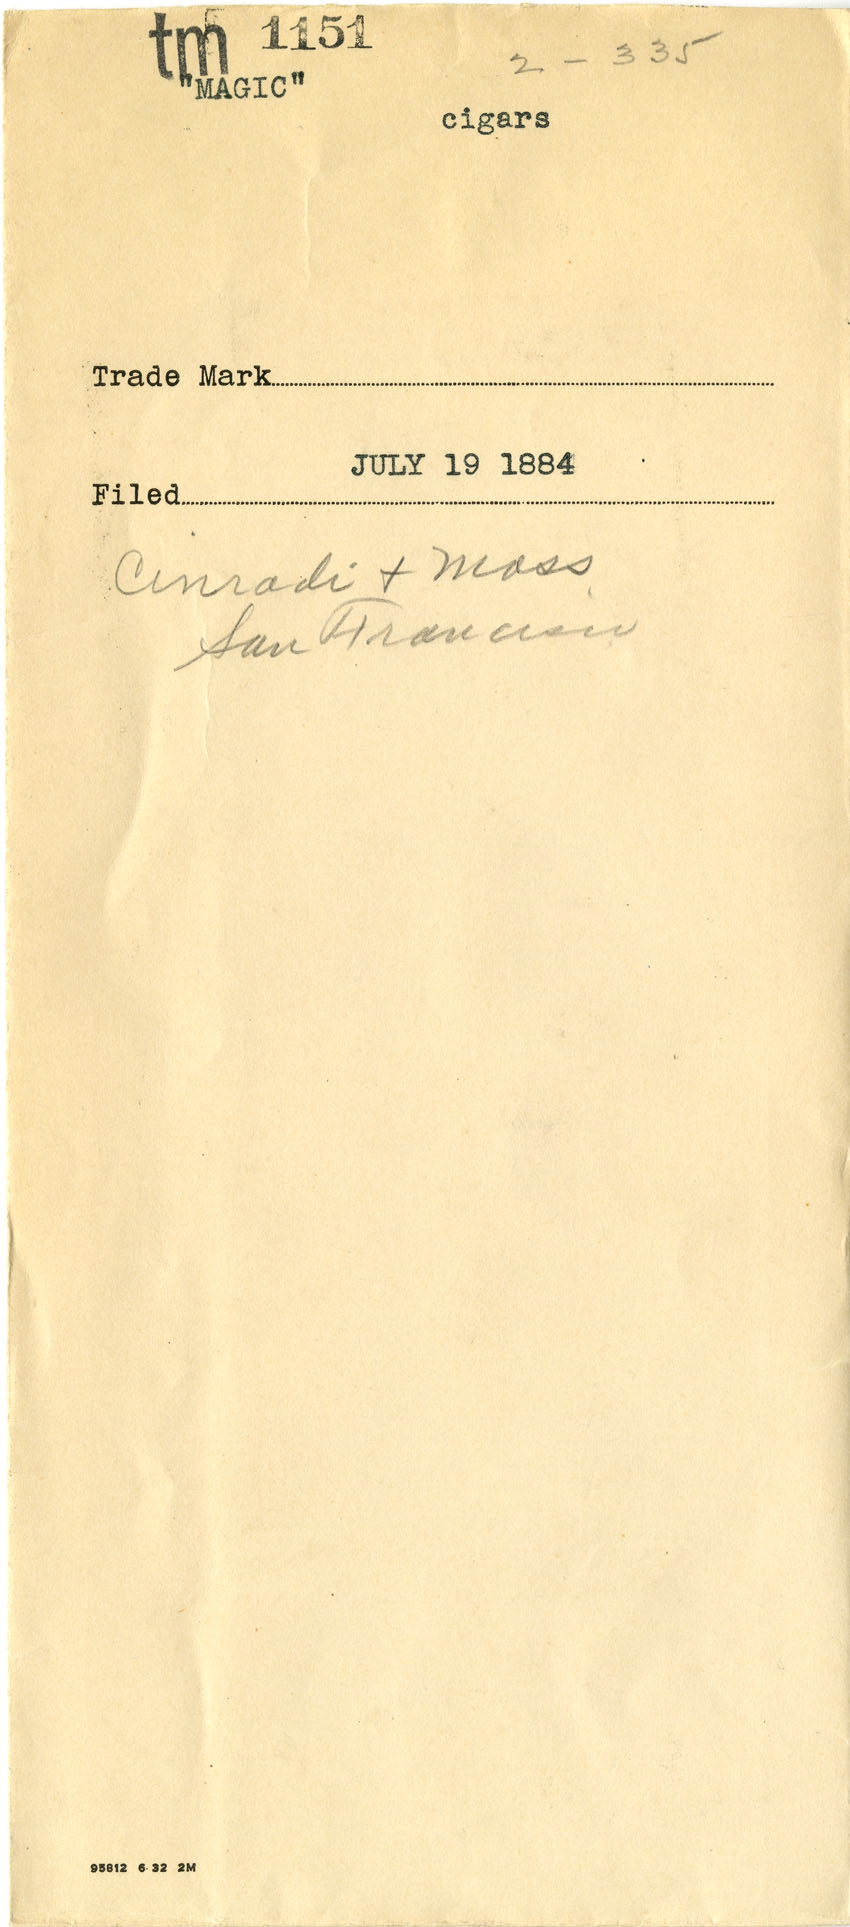 tm 1151
2 - 335
"MAGIC"
cigars
Trade Mark
JULY 19 1884
Filed
Conradi + Moss
San Francisco
95812 6-32 2M